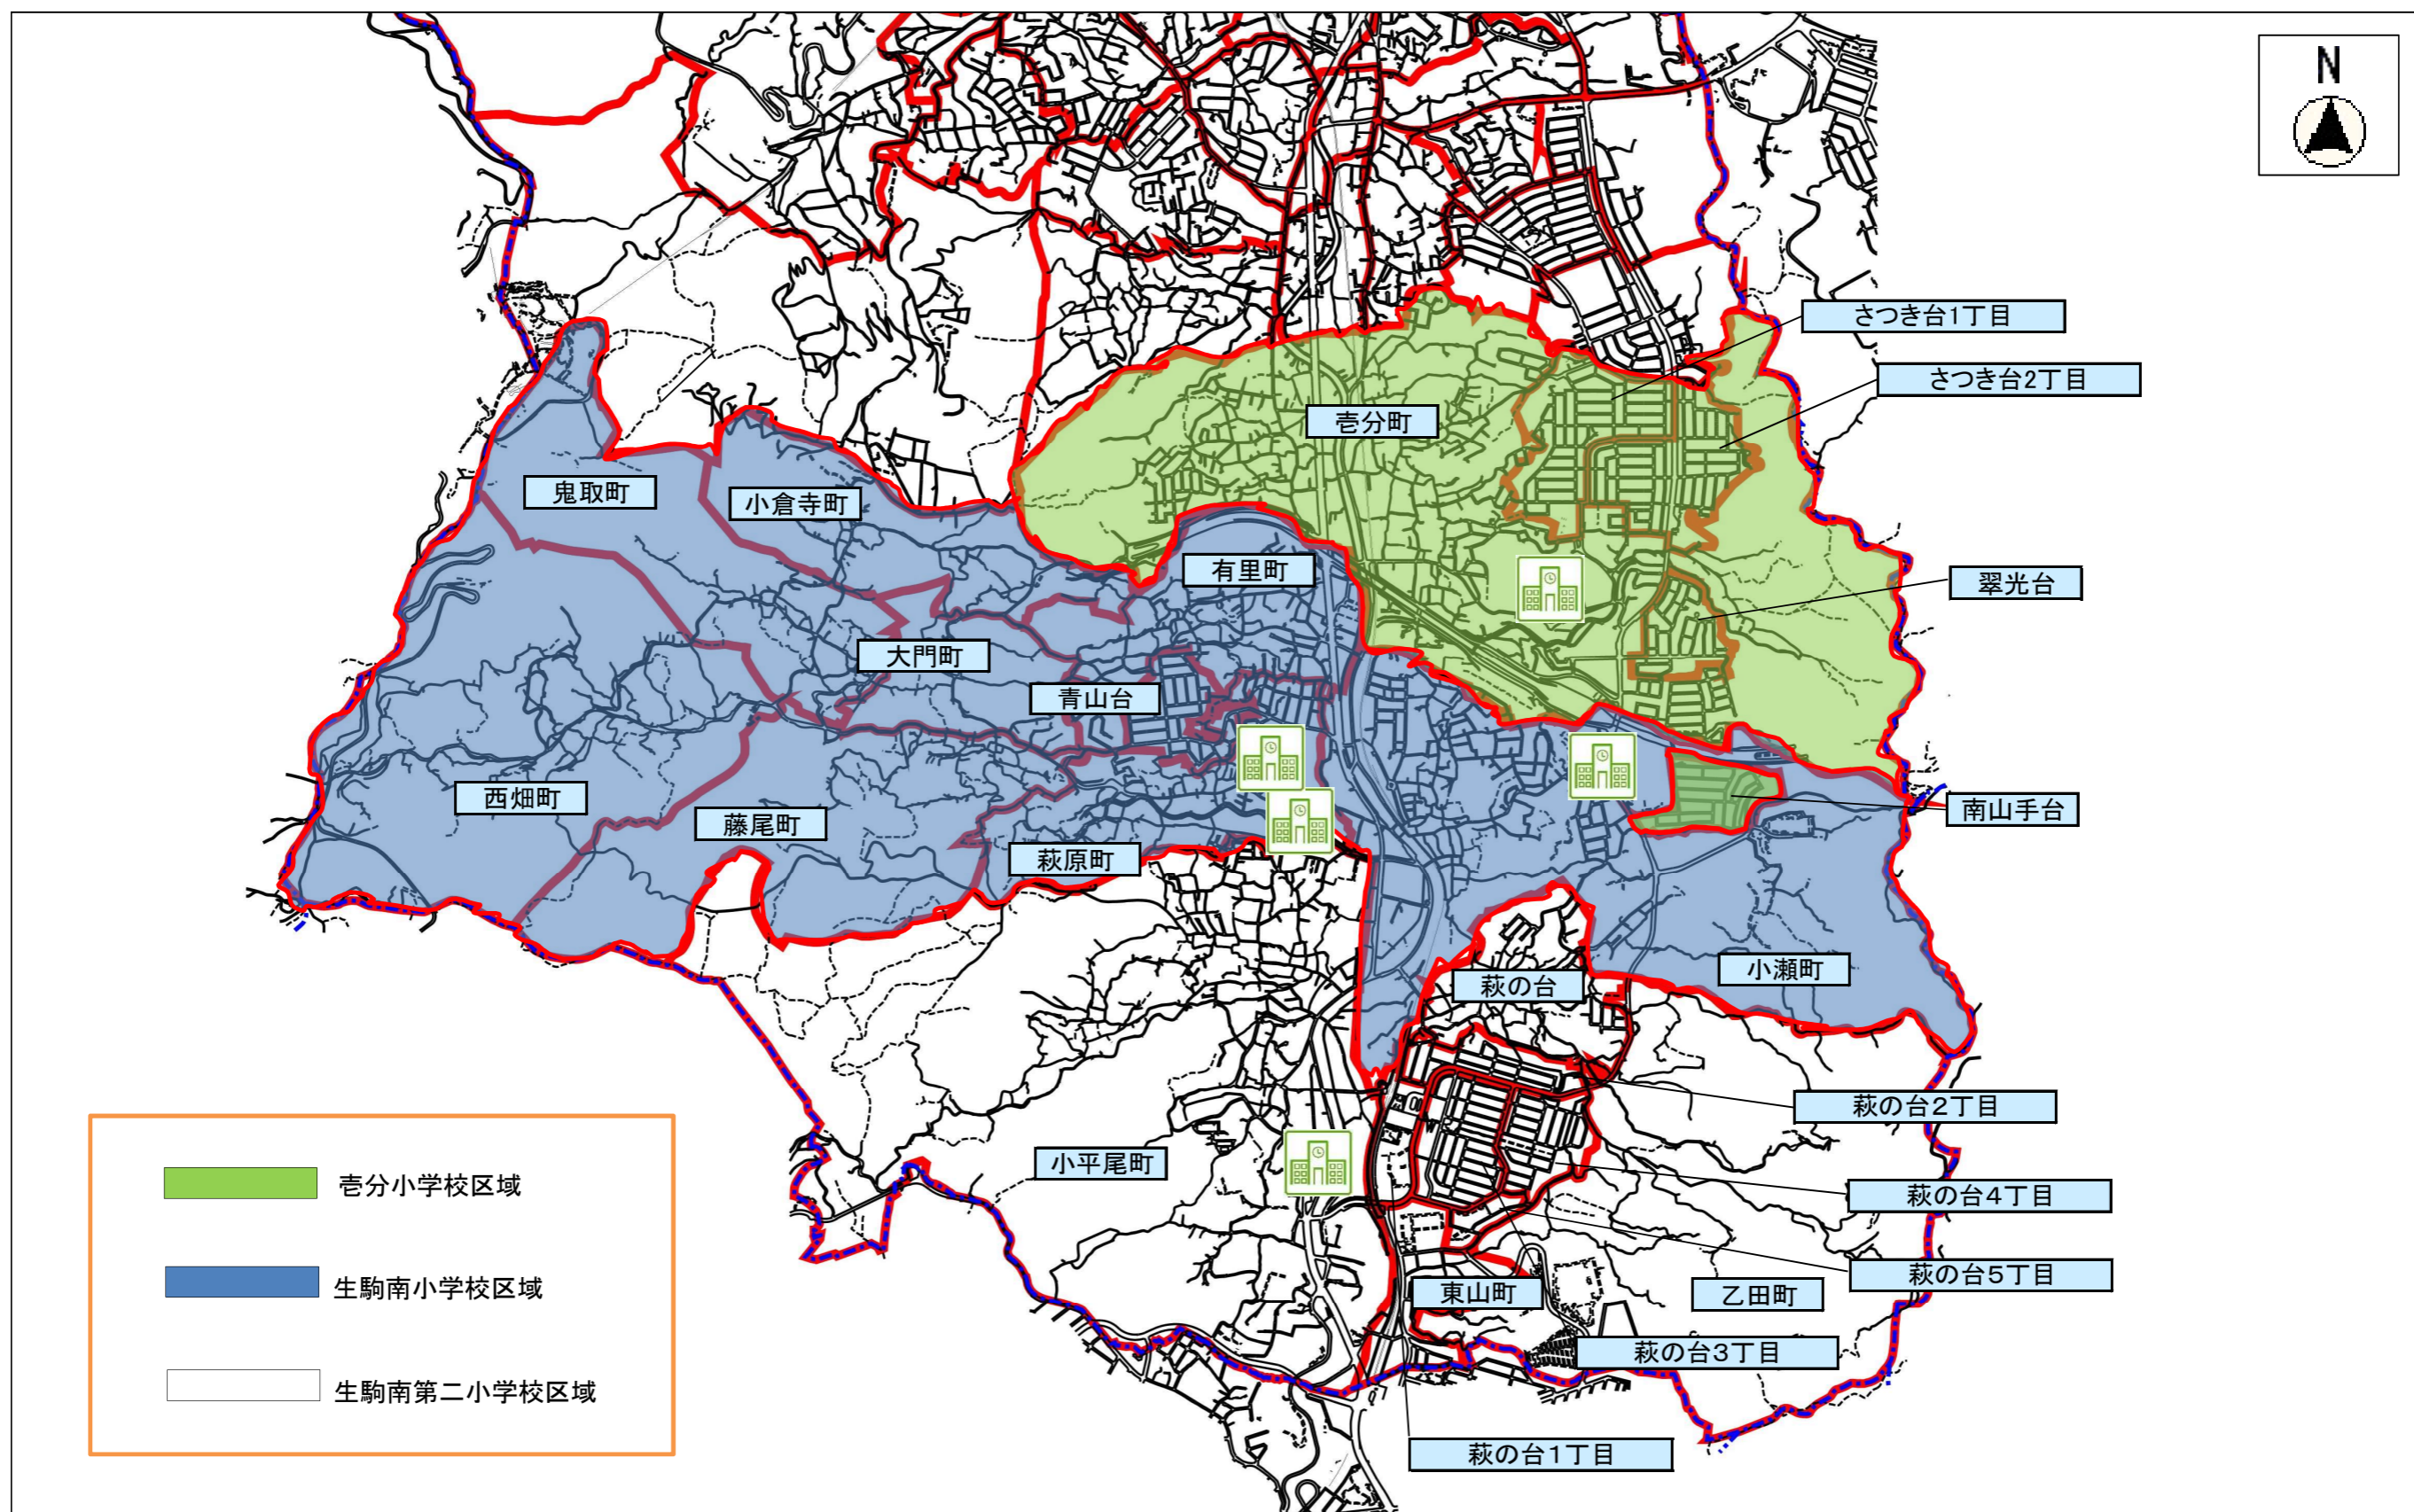 N
さつき台1丁目
さつき台2丁目
壱分町
鬼取町
小倉寺町
有里町
翠光台
大門町
青山台
西畑町
藤尾町
南山手台
萩原町
小瀬町
萩の台
萩の台２丁目
小平尾町
萩の台４丁目
萩の台５丁目
東山町
乙田町
萩の台３丁目
萩の台１丁目
壱分小学校区域
生駒南小学校区域
生駒南第二小学校区域